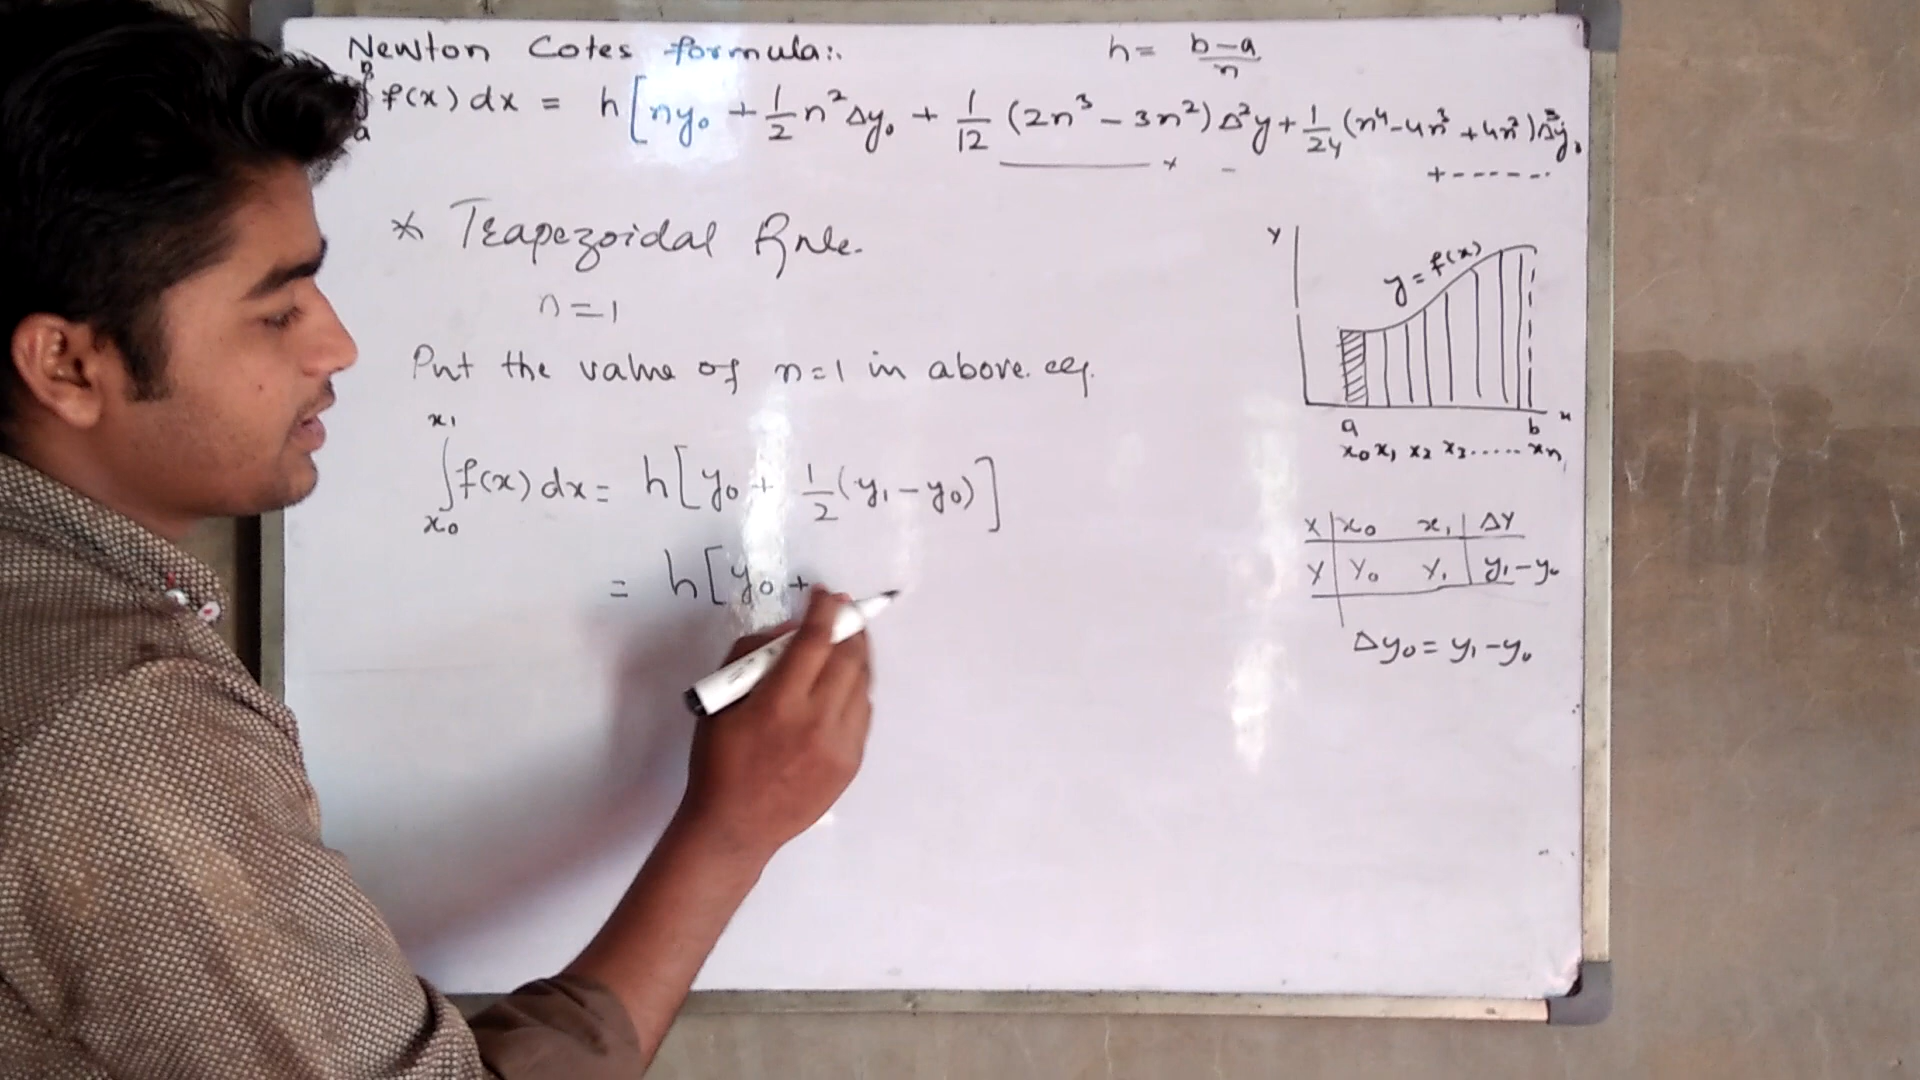 Newton Cotes formula:.
h = b-a/n
∫ₐᵇ f(x) dx = h[ny₀ + 1/2 n²Δy₀ + 1/12 (2n³ - 3n²) Δ²y + 1/24 (n⁴ - 4n³ + 4n²) Δ³y₀
+ - - - - - -
* Trapezoidal Rule.
n = 1
Put the value of n=1 in above. eq.
x₁
∫ f(x) dx = h[y₀ + 1/2 (y₁ - y₀)]
x₀
= h[y₀ +
y
y = f(x)
x
a b
x₀ x₁ x₂ x₃ ...... xn
X | x₀ x₁ | ΔY
Y | Y₀ Y₁ | y₁ - y₀
Δy₀ = y₁ - y₀